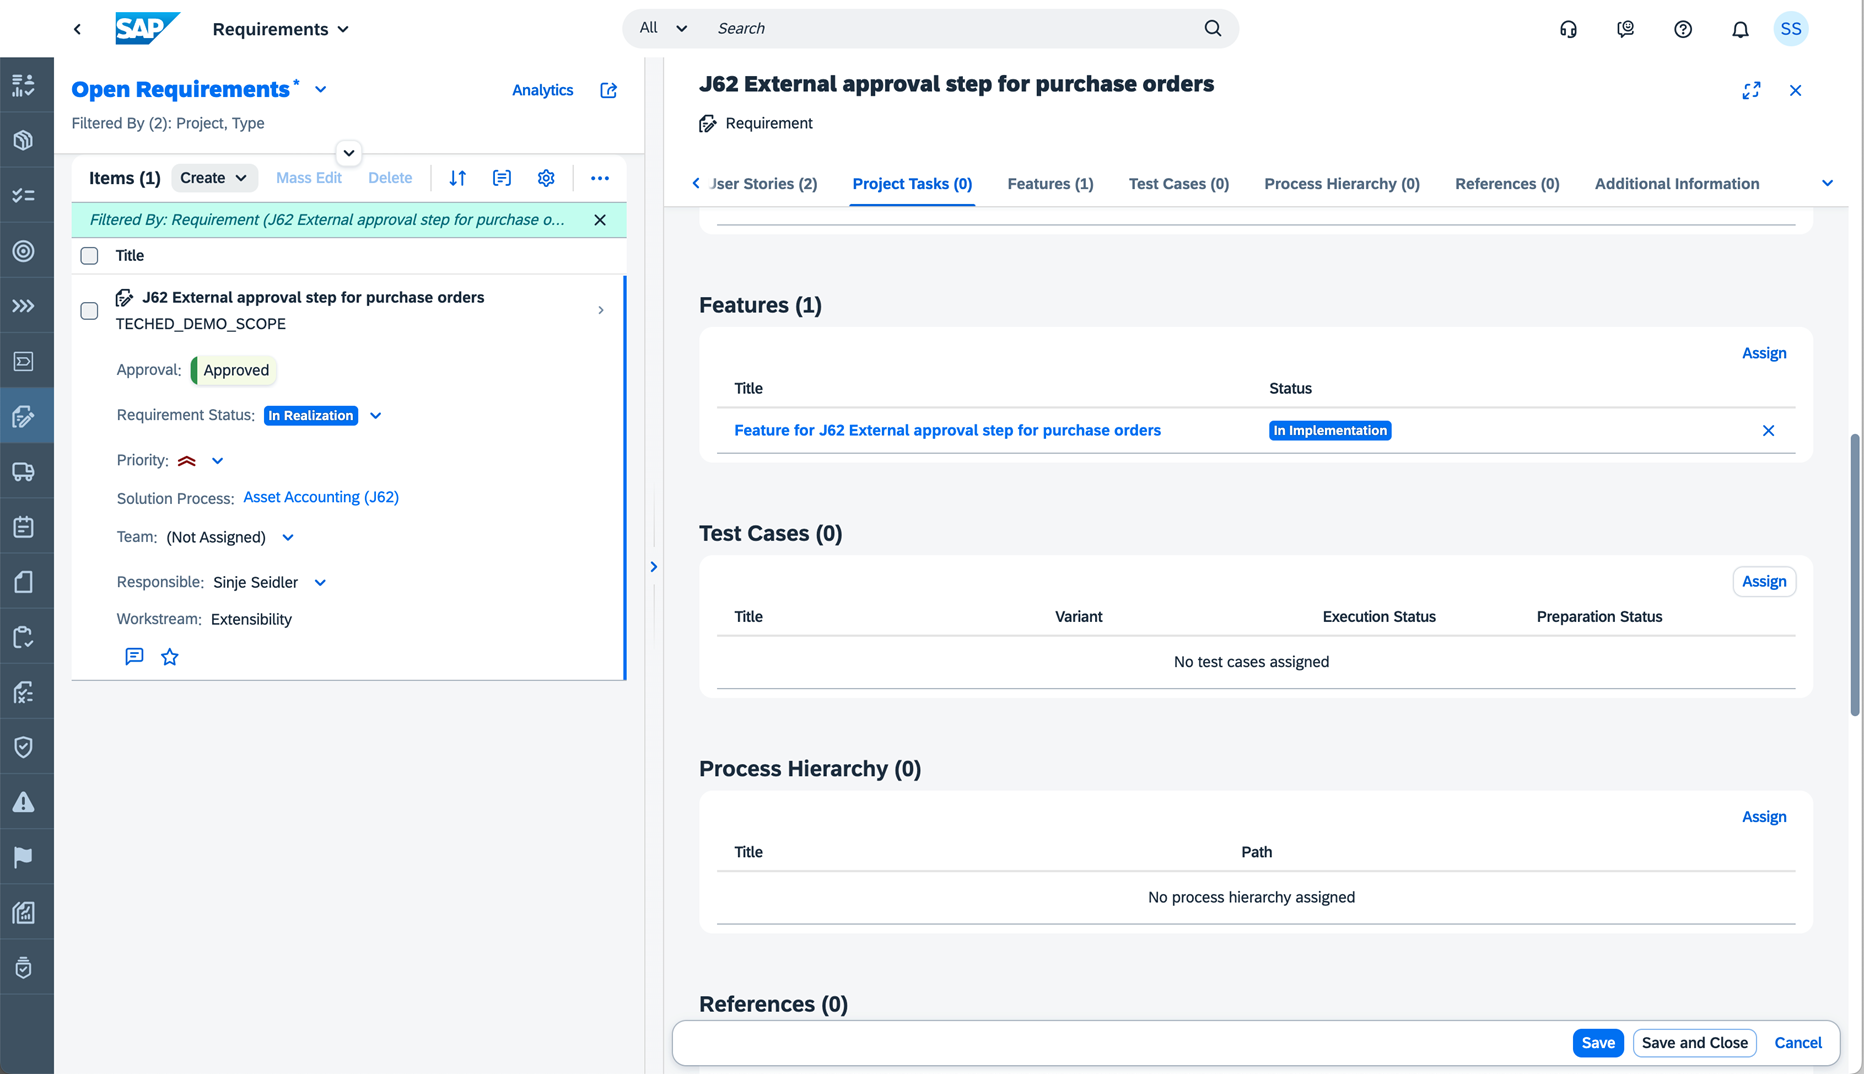 SAP
Requirements
All
Search
SS
Open Requirements*
Analytics
Filtered By (2): Project, Type
Items (1)
Create
Mass Edit
Delete
Filtered By: Requirement (J62 External approval step for purchase o...
Title
J62 External approval step for purchase orders
TECHED_DEMO_SCOPE
Approval: Approved
Requirement Status: In Realization
Priority:
Solution Process: Asset Accounting (J62)
Team: (Not Assigned)
Responsible: Sinje Seidler
Workstream: Extensibility
J62 External approval step for purchase orders
Requirement
User Stories (2)
Project Tasks (0)
Features (1)
Test Cases (0)
Process Hierarchy (0)
References (0)
Additional Information
Features (1)
Assign
Title Status
Feature for J62 External approval step for purchase orders In Implementation
Test Cases (0)
Assign
Title Variant Execution Status Preparation Status
No test cases assigned
Process Hierarchy (0)
Assign
Title Path
No process hierarchy assigned
References (0)
Save Save and Close Cancel